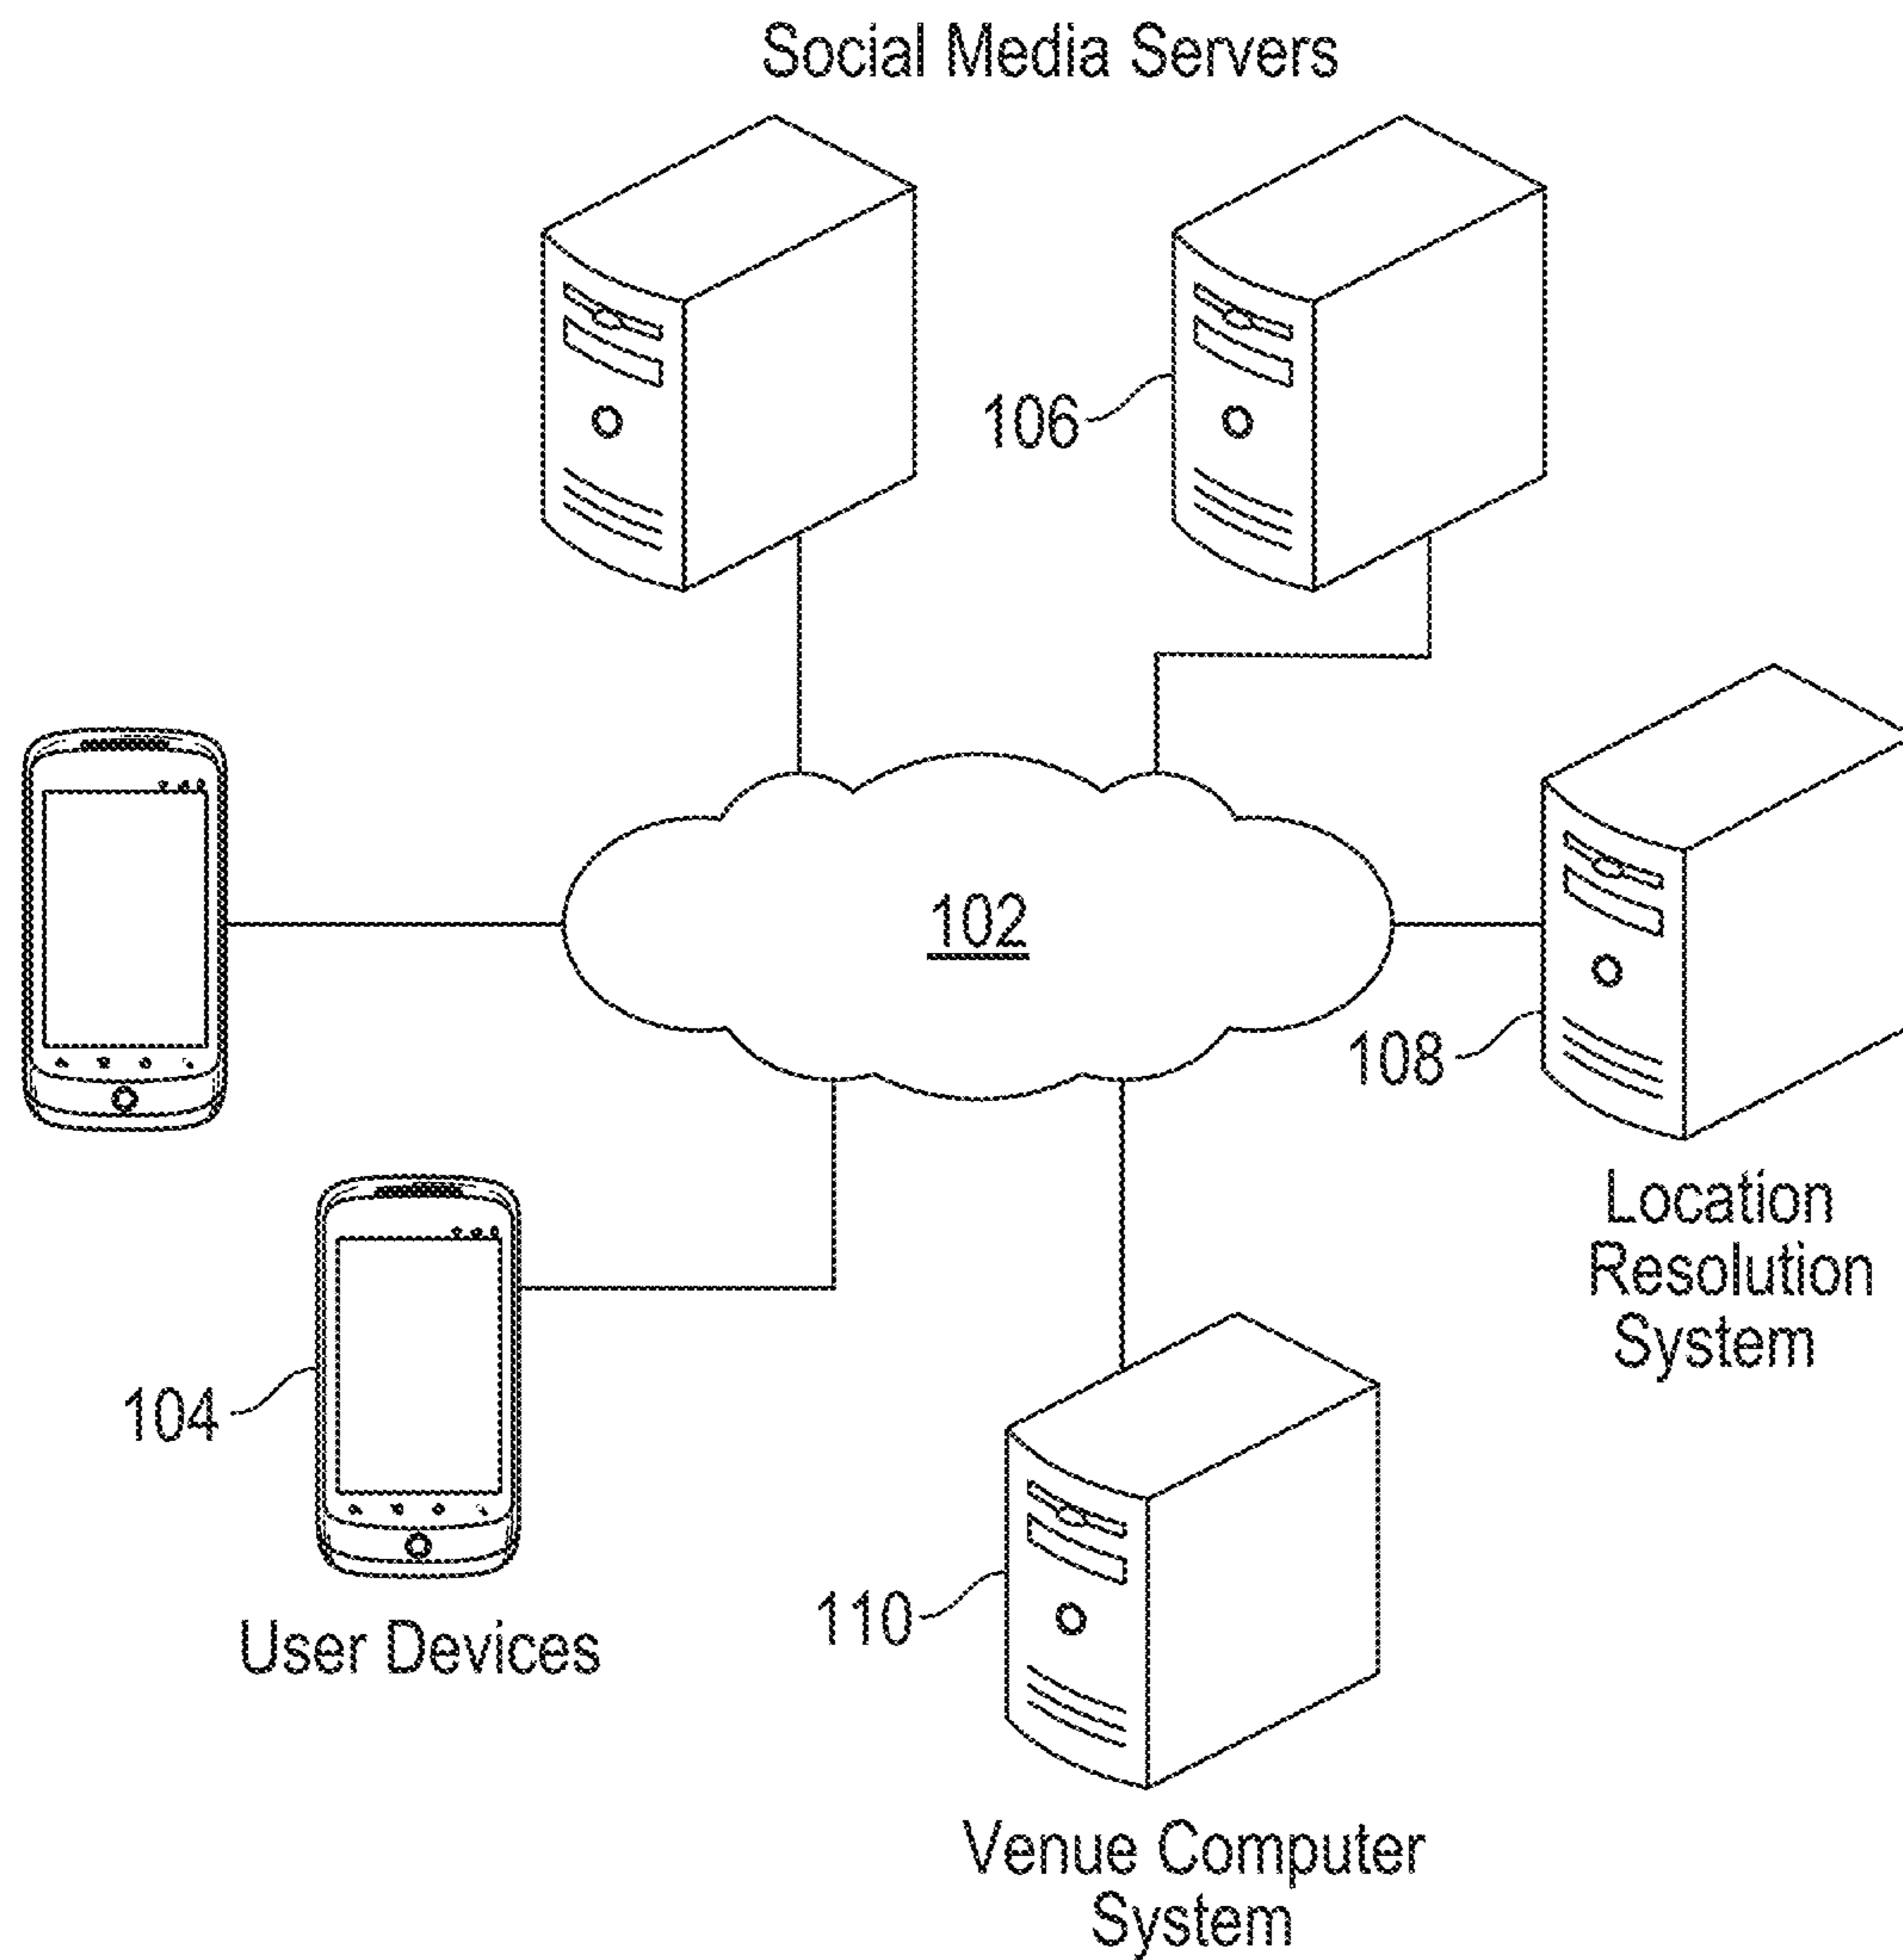 Social Media Servers
106
102
108
Location
Resolution
System
104
110
User Devices
Venue Computer
System